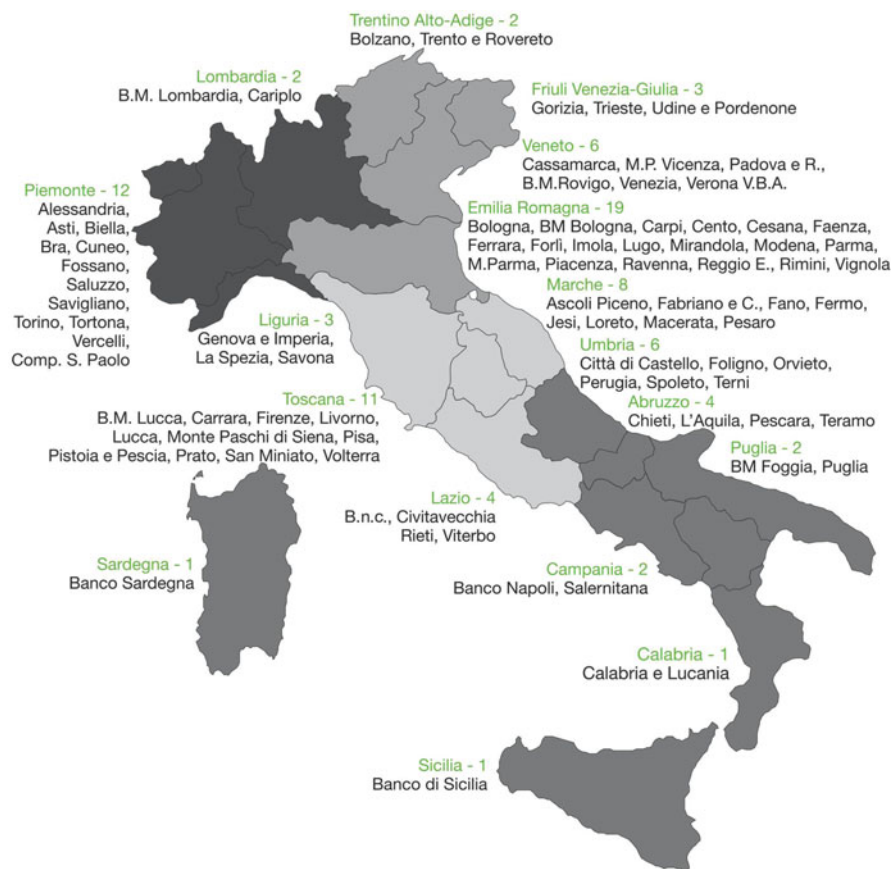 Trentino Alto-Adige - 2
Bolzano, Trento e Rovereto
Lombardia - 2
B.M. Lombardia, Cariplo
Friuli Venezia-Giulia - 3
Gorizia, Trieste, Udine e Pordenone
Veneto - 6
Cassamarca, M.P. Vicenza, Padova e R.,
B.M.Rovigo, Venezia, Verona V.B.A.
Piemonte - 12
Alessandria,
Asti, Biella,
Bra, Cuneo,
Fossano,
Saluzzo,
Savigliano,
Torino, Tortona,
Vercelli,
Comp. S. Paolo
Emilia Romagna - 19
Bologna, BM Bologna, Carpi, Cento, Cesana, Faenza,
Ferrara, Forlì, Imola, Lugo, Mirandola, Modena, Parma,
M.Parma, Piacenza, Ravenna, Reggio E., Rimini, Vignola
Marche - 8
Ascoli Piceno, Fabriano e C., Fano, Fermo,
Jesi, Loreto, Macerata, Pesaro
Liguria - 3
Genova e Imperia,
La Spezia, Savona
Umbria - 6
Città di Castello, Foligno, Orvieto,
Perugia, Spoleto, Terni
Toscana - 11
B.M. Lucca, Carrara, Firenze, Livorno,
Lucca, Monte Paschi di Siena, Pisa,
Pistoia e Pescia, Prato, San Miniato, Volterra
Abruzzo - 4
Chieti, L'Aquila, Pescara, Teramo
Puglia - 2
BM Foggia, Puglia
Lazio - 4
B.n.c., Civitavecchia
Rieti, Viterbo
Sardegna - 1
Banco Sardegna
Campania - 2
Banco Napoli, Salernitana
Calabria - 1
Calabria e Lucania
Sicilia - 1
Banco di Sicilia